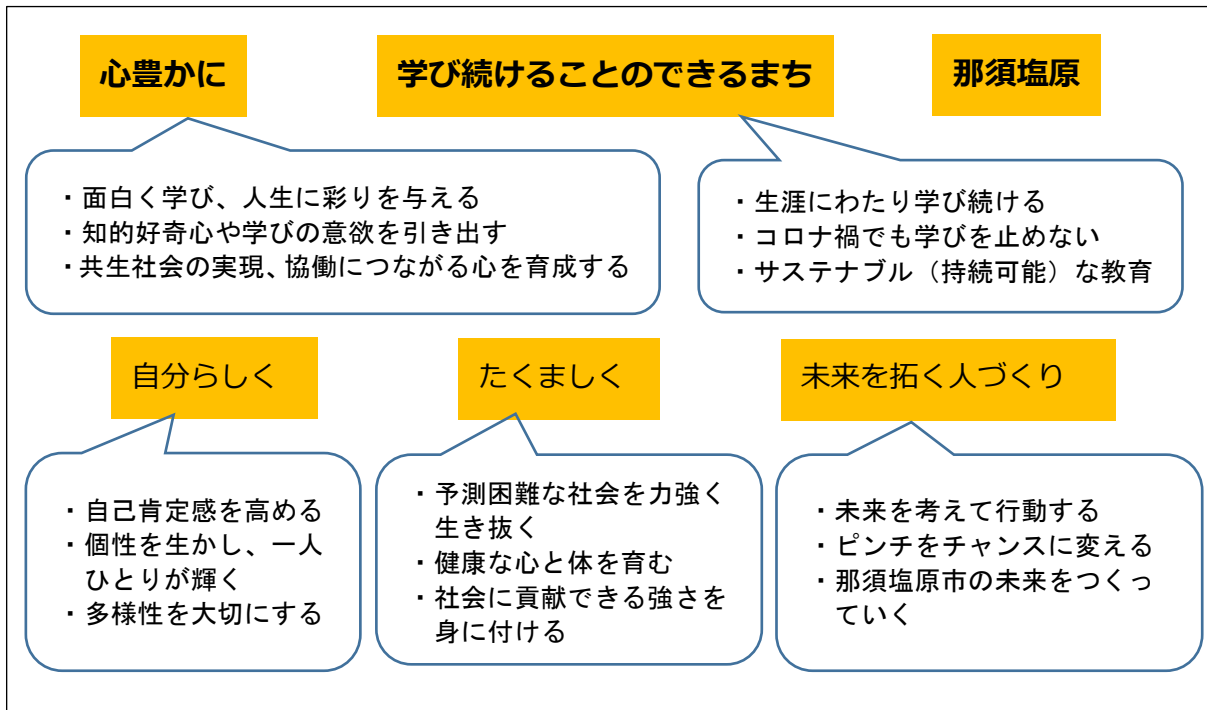 心豊かに
学び続けることのできるまち
那須塩原
・面白く学び、人生に彩りを与える
・知的好奇心や学びの意欲を引き出す
・共生社会の実現、協働につながる心を育成する
・生涯にわたり学び続ける
・コロナ禍でも学びを止めない
・サステナブル（持続可能）な教育
自分らしく
たくましく
未来を拓く人づくり
・自己肯定感を高める
・個性を生かし、一人
ひとりが輝く
・多様性を大切にする
・予測困難な社会を力強く
生き抜く
・健康な心と体を育む
・社会に貢献できる強さを
身に付ける
・未来を考えて行動する
・ピンチをチャンスに変える
・那須塩原市の未来をつくっ
ていく